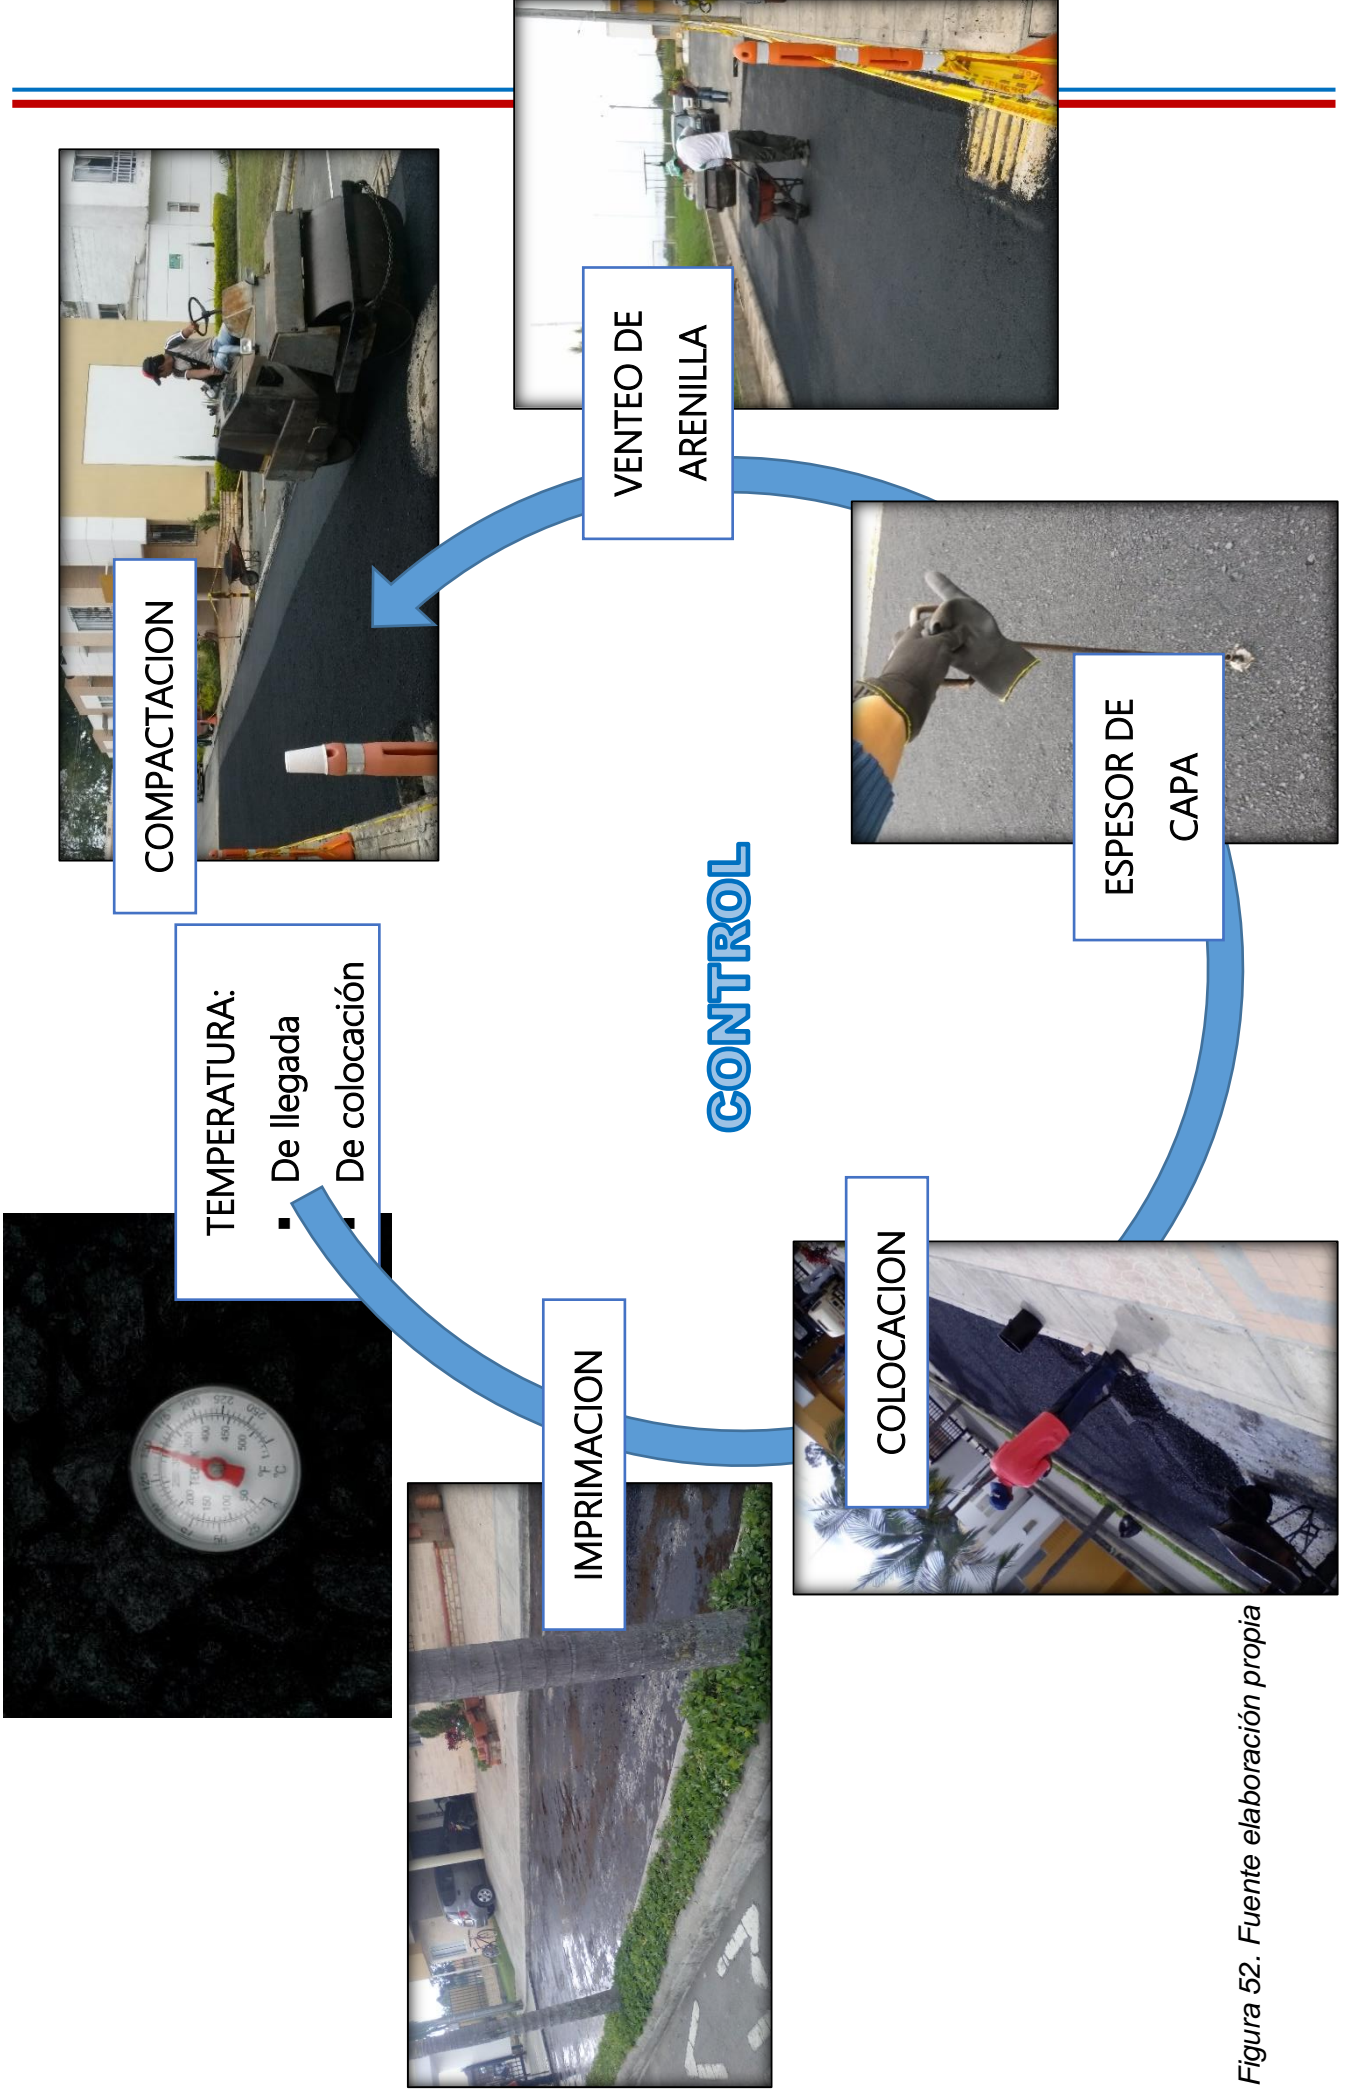 TEMPERATURA:
▪ De llegada
▪ De colocación
IMPRIMACION
COLOCACION
ESPESOR DE
CAPA
VENTEO DE
ARENILLA
COMPACTACION
CONTROL
Figura 52. Fuente elaboración propia